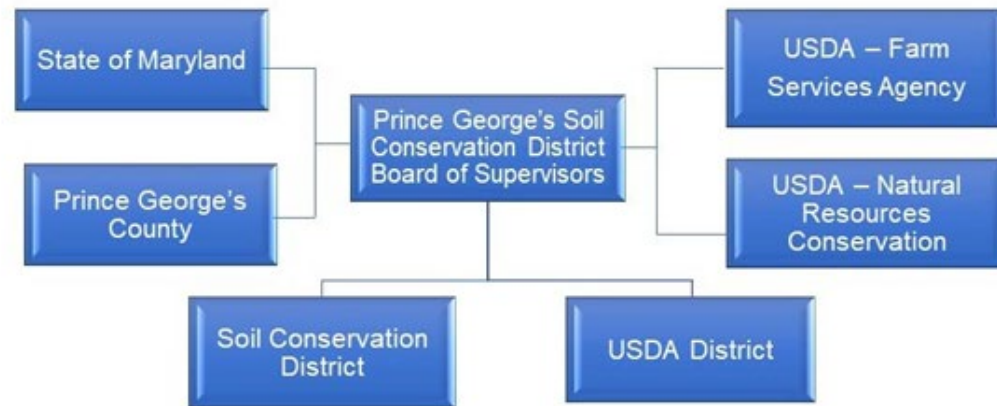 State of Maryland
Prince George's
County
Prince George's Soil
Conservation District
Board of Supervisors
USDA – Farm
Services Agency
USDA – Natural
Resources
Conservation
Soil Conservation
District
USDA District